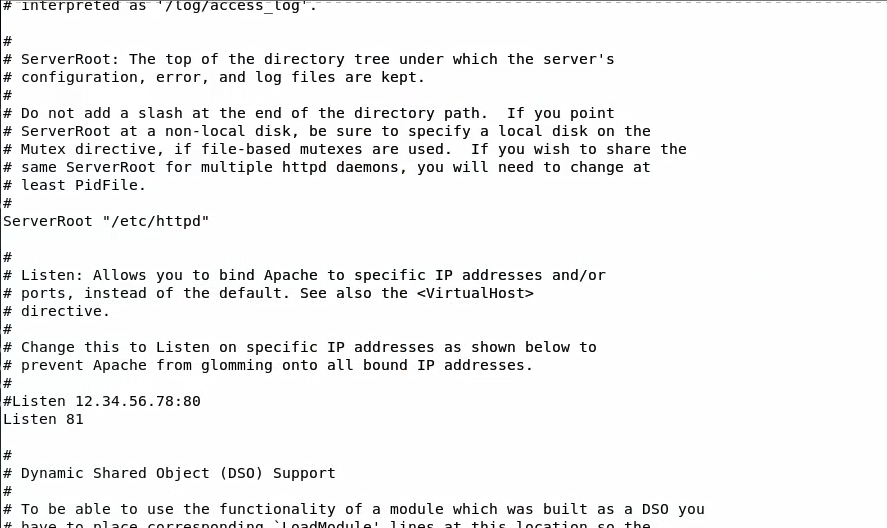 # interpreted as '/log/access_log'.
#
# ServerRoot: The top of the directory tree under which the server's
# configuration, error, and log files are kept.
#
# Do not add a slash at the end of the directory path.  If you point
# ServerRoot at a non-local disk, be sure to specify a local disk on the
# Mutex directive, if file-based mutexes are used.  If you wish to share the
# same ServerRoot for multiple httpd daemons, you will need to change at
# least PidFile.
#
ServerRoot "/etc/httpd"
#
# Listen: Allows you to bind Apache to specific IP addresses and/or
# ports, instead of the default. See also the <VirtualHost>
# directive.
#
# Change this to Listen on specific IP addresses as shown below to
# prevent Apache from glomming onto all bound IP addresses.
#
#Listen 12.34.56.78:80
Listen 81
#
# Dynamic Shared Object (DSO) Support
#
# To be able to use the functionality of a module which was built as a DSO you
# have to place corresponding `LoadModule' lines at this location so the